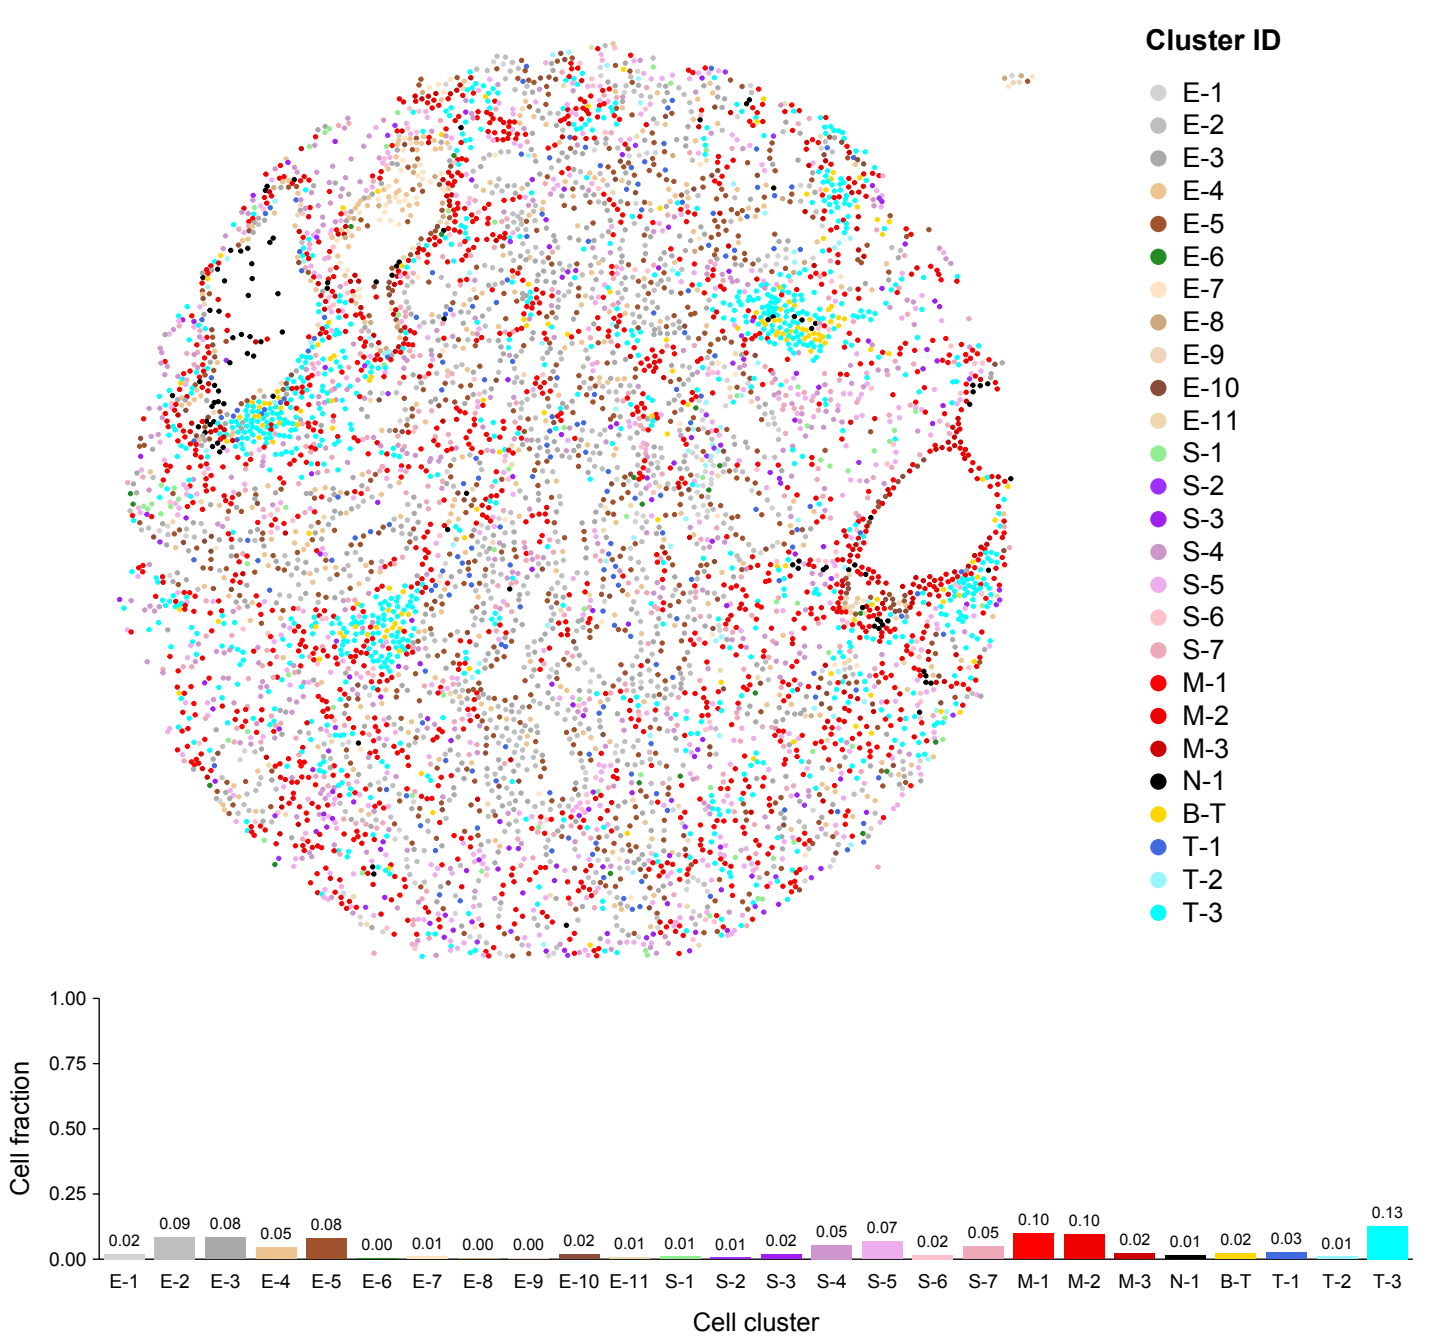 Cluster ID
E-1
E-2
E-3
E-4
E-5
E-6
E-7
E-8
E-9
E-10
E-11
S-1
S-2
S-3
S-4
S-5
S-6
S-7
M-1
M-2
M-3
N-1
B-T
T-1
T-2
T-3
1.00
0.75
0.50
0.25
0.00
Cell fraction
0.02 0.09 0.08 0.05 0.08 0.00 0.01 0.00 0.00 0.02 0.01 0.01 0.01 0.02 0.05 0.07 0.02 0.05 0.10 0.10 0.02 0.01 0.02 0.03 0.01 0.13
E-1 E-2 E-3 E-4 E-5 E-6 E-7 E-8 E-9 E-10 E-11 S-1 S-2 S-3 S-4 S-5 S-6 S-7 M-1 M-2 M-3 N-1 B-T T-1 T-2 T-3
Cell cluster